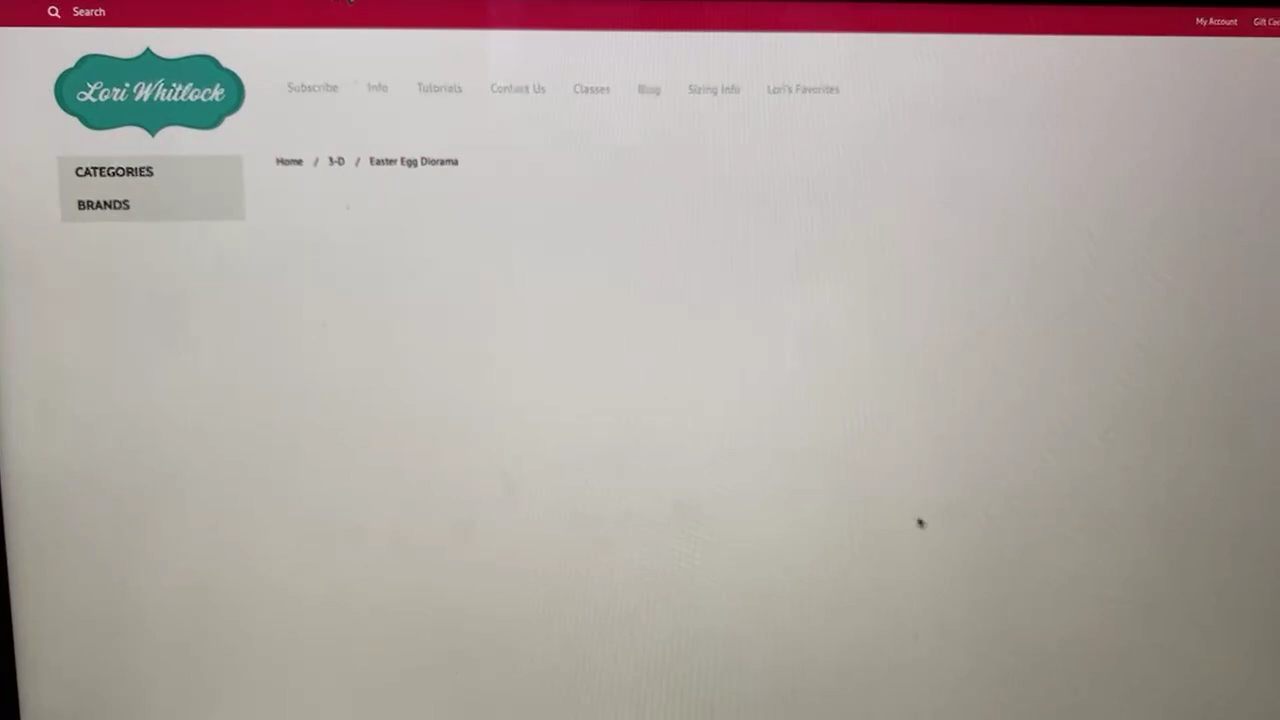 Search
My Account Gift
Lori Whitlock
Subscribe Info Tutorials Contact Us Classes Blog Sizing Info Lori's Favorites
CATEGORIES
BRANDS
Home / 3-D / Easter Egg Diorama